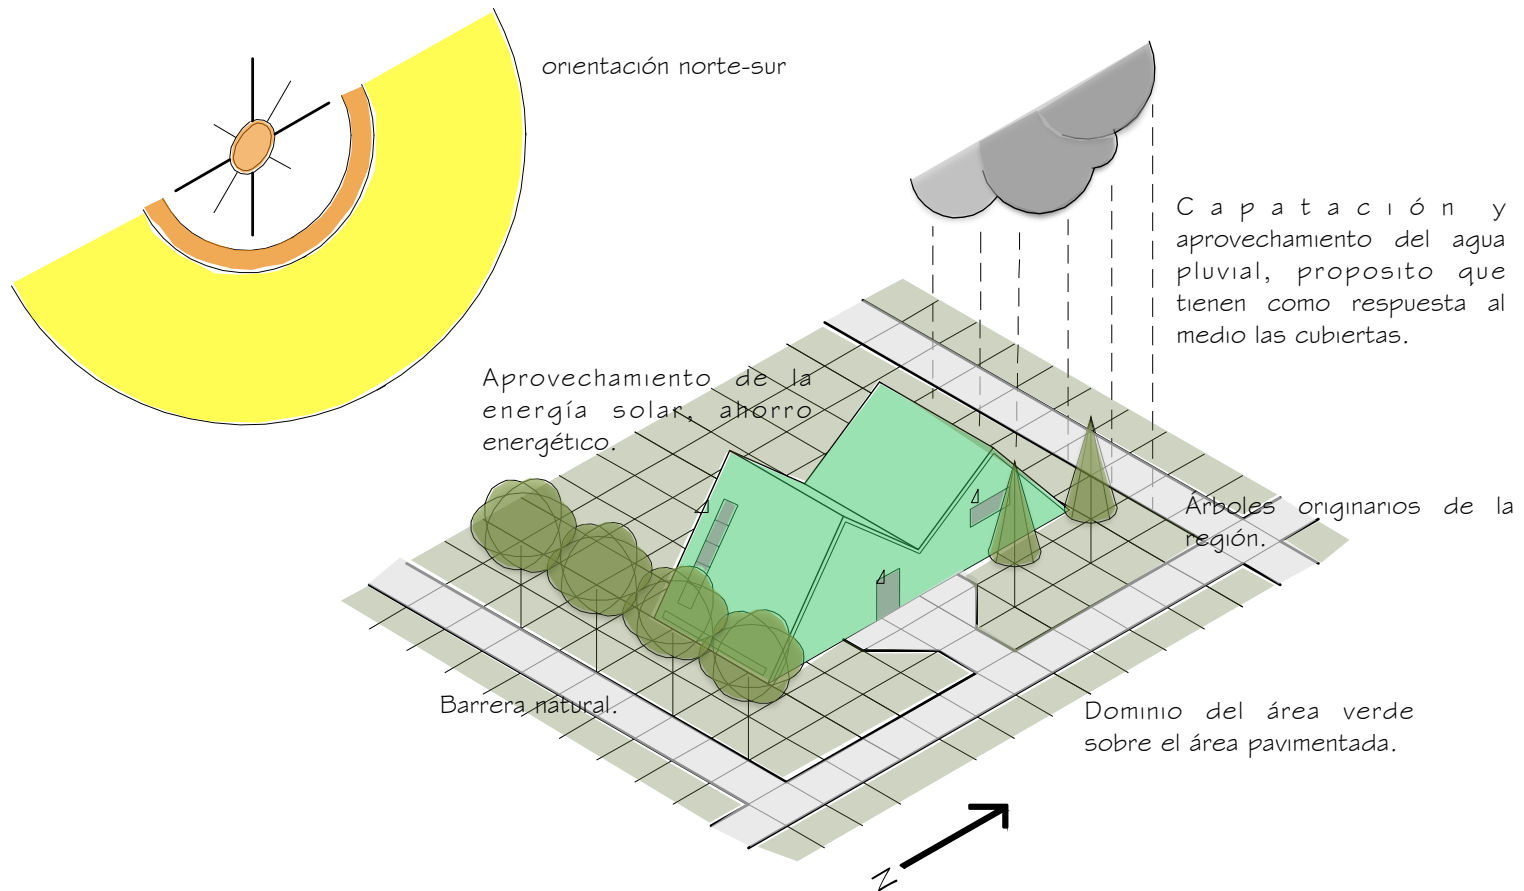 orientación norte-sur
Capatación y
aprovechamiento del agua
pluvial, proposito que
tienen como respuesta al
medio las cubiertas.
Aprovechamiento de la
energía solar, ahorro
energético.
Árboles originarios de la
región.
Barrera natural.
Dominio del área verde
sobre el área pavimentada.
N